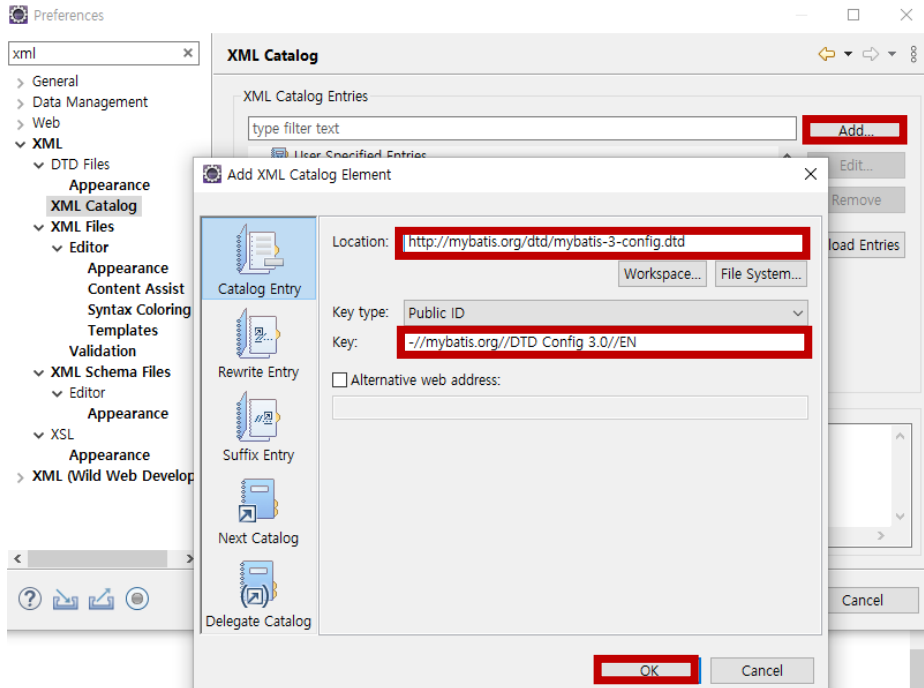 Preferences
xml
XML Catalog
General
Data Management
Web
XML
DTD Files
Appearance
XML Catalog
XML Files
Editor
Appearance
Content Assist
Syntax Coloring
Templates
Validation
XML Schema Files
Editor
Appearance
XSL
Appearance
XML (Wild Web Develop
XML Catalog Entries
type filter text
User Specified Entries
Add...
Edit...
Remove
load Entries
Cancel
Add XML Catalog Element
Catalog Entry
Rewrite Entry
Suffix Entry
Next Catalog
Delegate Catalog
Location: http://mybatis.org/dtd/mybatis-3-config.dtd
Workspace... File System...
Key type: Public ID
Key: -//mybatis.org//DTD Config 3.0//EN
Alternative web address:
OK Cancel